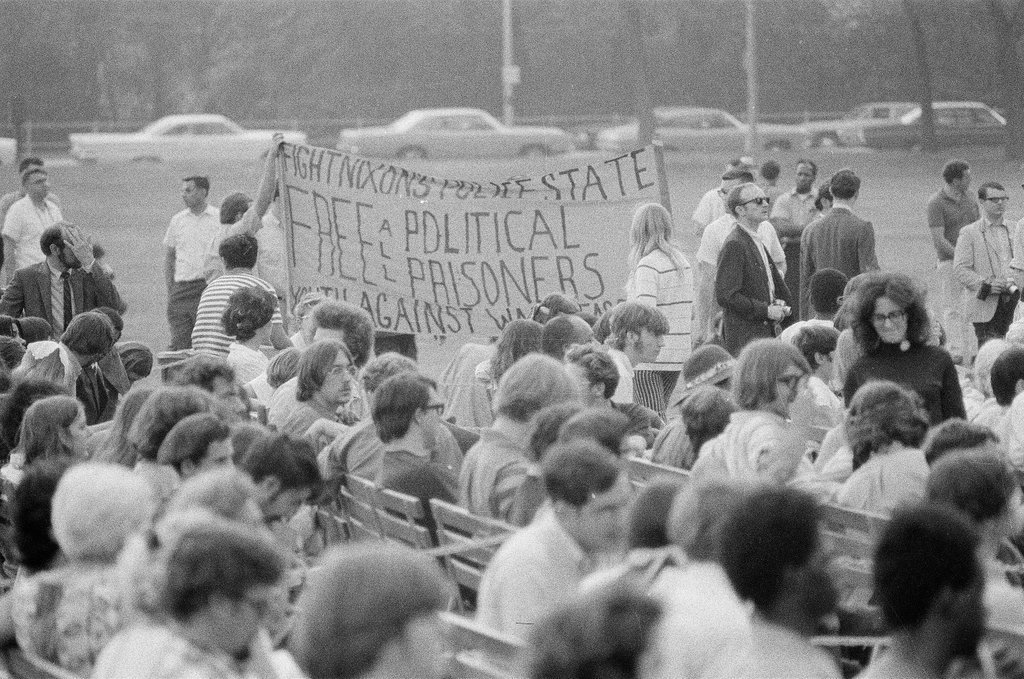 FIGHT NIXON'S POLICE STATE
FREE ALL POLITICAL
PRISONERS
YOUTH AGAINST WAR